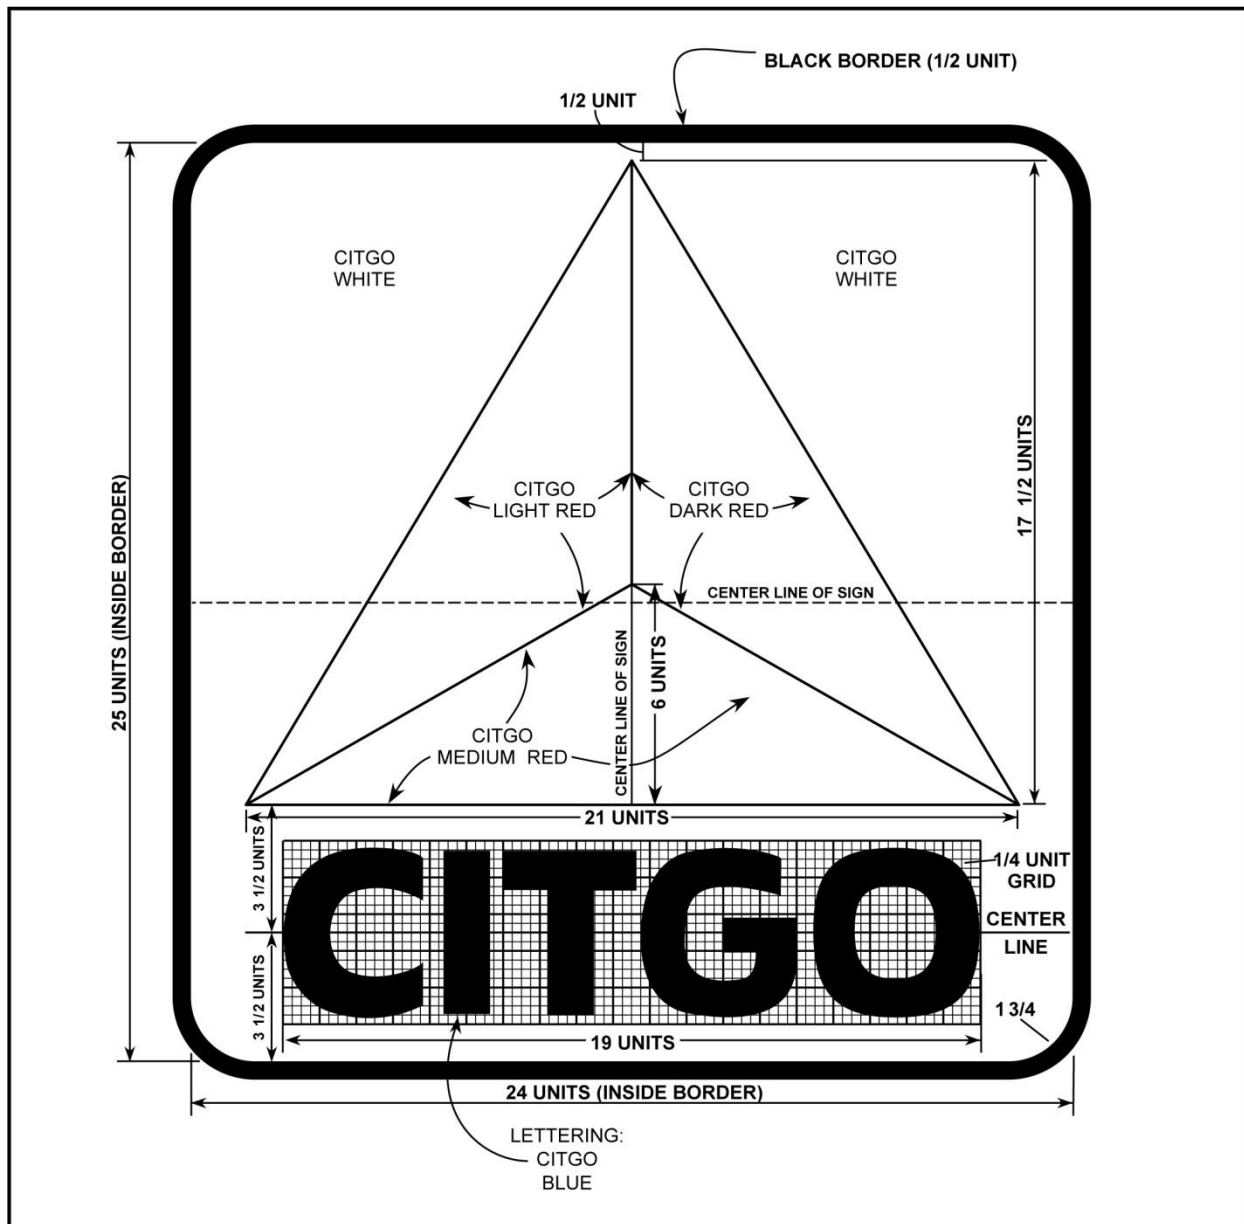 BLACK BORDER (1/2 UNIT)
1/2 UNIT
CITGO
WHITE
CITGO
WHITE
25 UNITS (INSIDE BORDER)
17 1/2 UNITS
CITGO
LIGHT RED
CITGO
DARK RED
CENTER LINE OF SIGN
CENTER LINE OF SIGN
6 UNITS
CITGO
MEDIUM RED
21 UNITS
3 1/2 UNITS
CITGO
1/4 UNIT
GRID
CENTER
LINE
3 1/2 UNITS
1 3/4
19 UNITS
24 UNITS (INSIDE BORDER)
LETTERING:
CITGO
BLUE